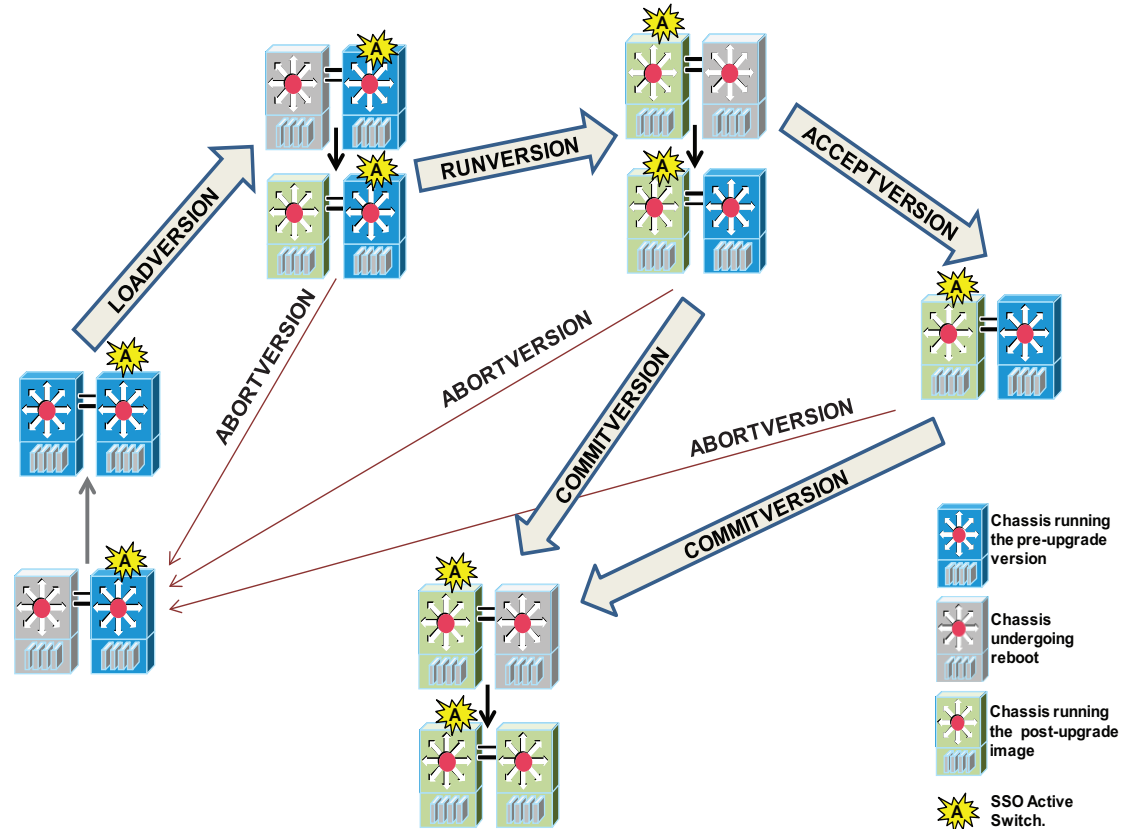 A
A
LOADVERSION
RUNVERSION
A
A
ACCEPTVERSION
A
ABORTVERSION
ABORTVERSION
COMMITVERSION
ABORTVERSION
COMMITVERSION
A
A
A
A
Chassis running
the pre-upgrade
version
Chassis
undergoing
reboot
Chassis running
the post-upgrade
image
A
SSO Active
Switch.